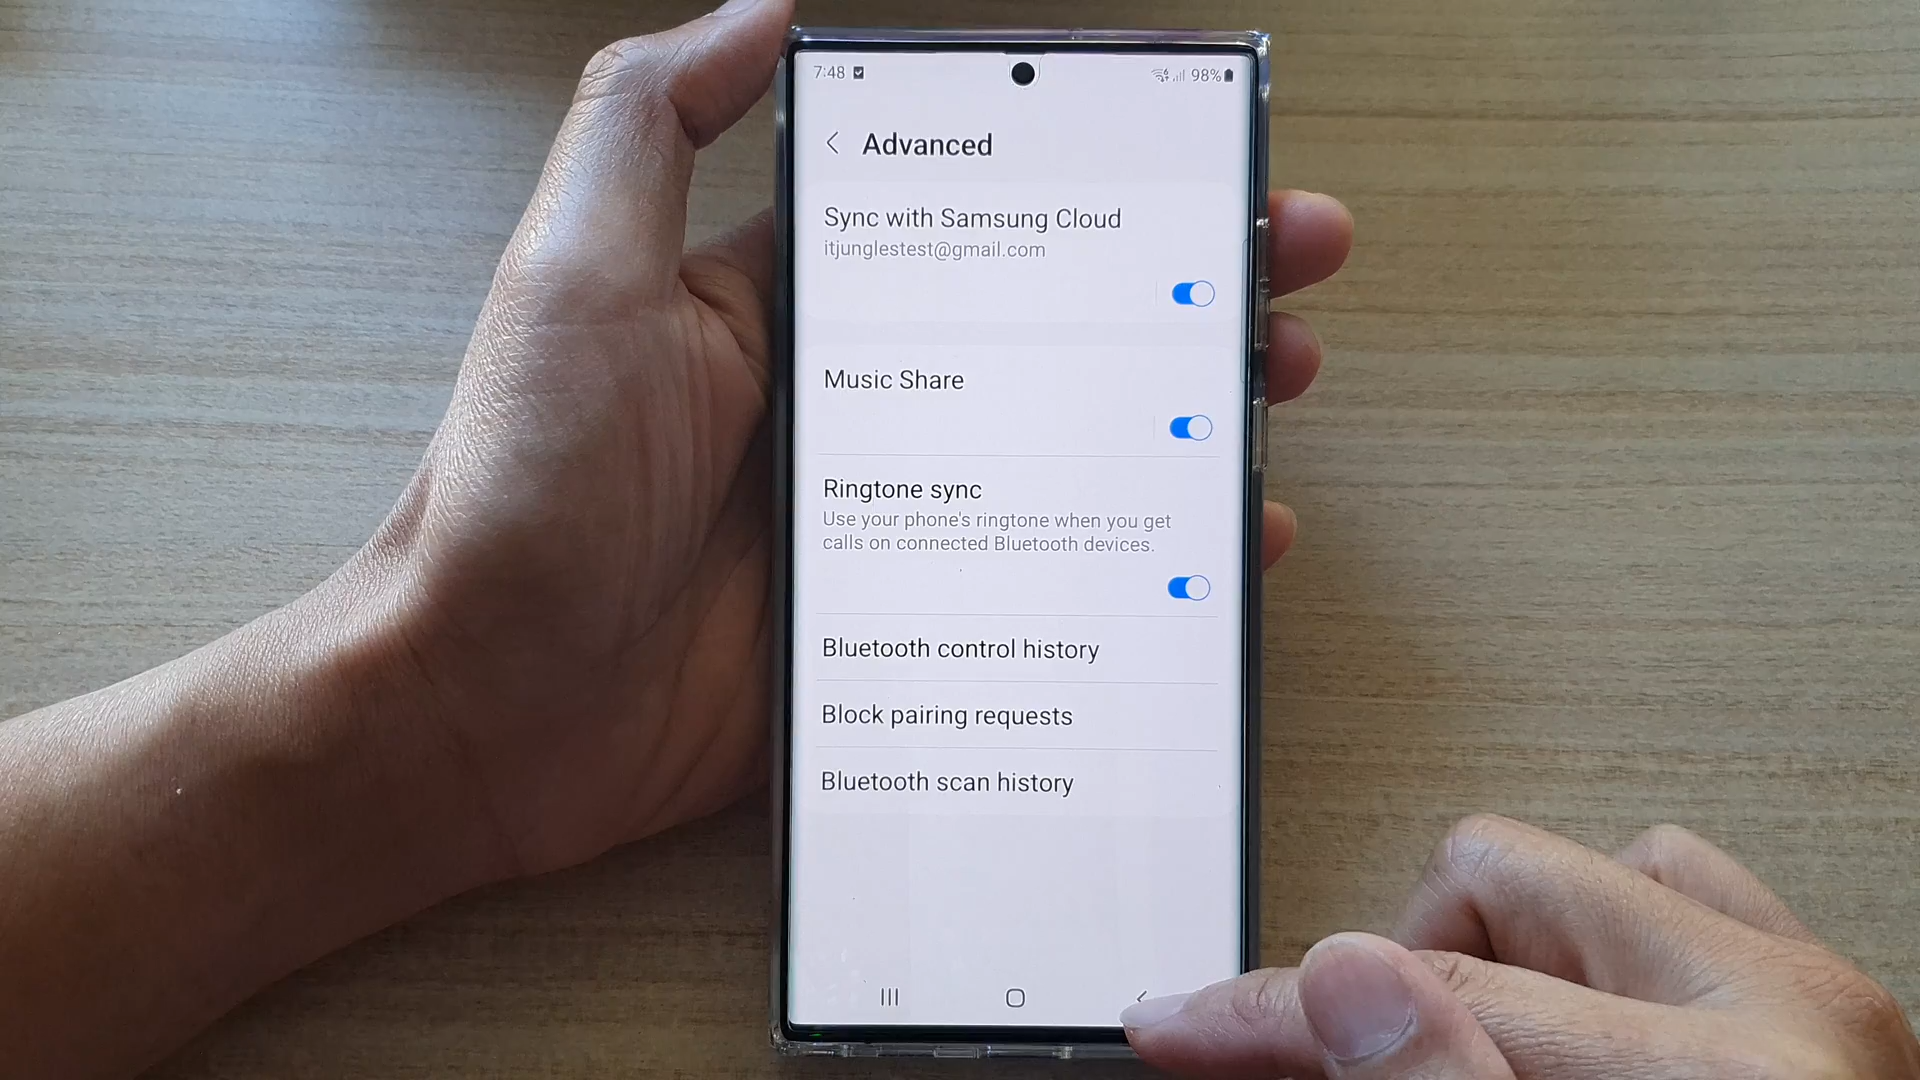 7:48
98%
Advanced
Sync with Samsung Cloud
itjunglestest@gmail.com
Music Share
Ringtone sync
Use your phone's ringtone when you get
calls on connected Bluetooth devices.
Bluetooth control history
Block pairing requests
Bluetooth scan history